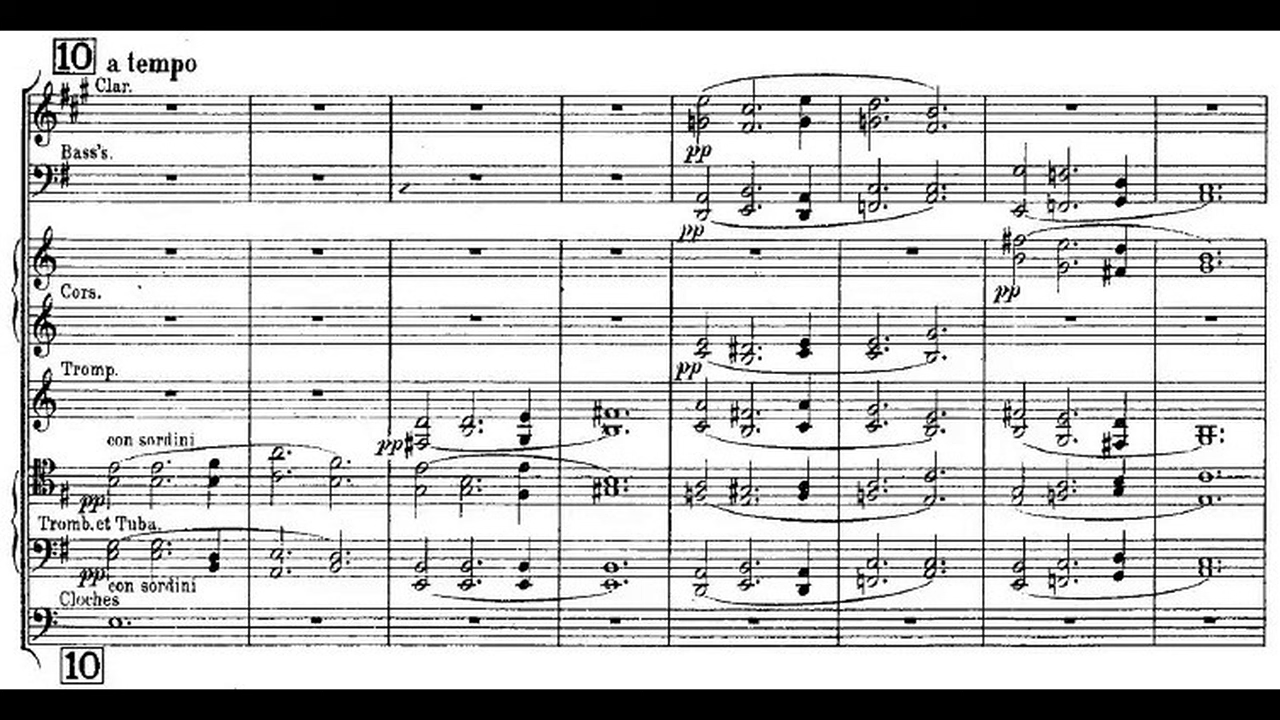 10 a tempo
Clar.
pp
Bass's.
pp
pp
Cors.
pp
Tromp.
pp
con sordini
pp
Tromb. et Tuba.
pp
con sordini
Cloches
10